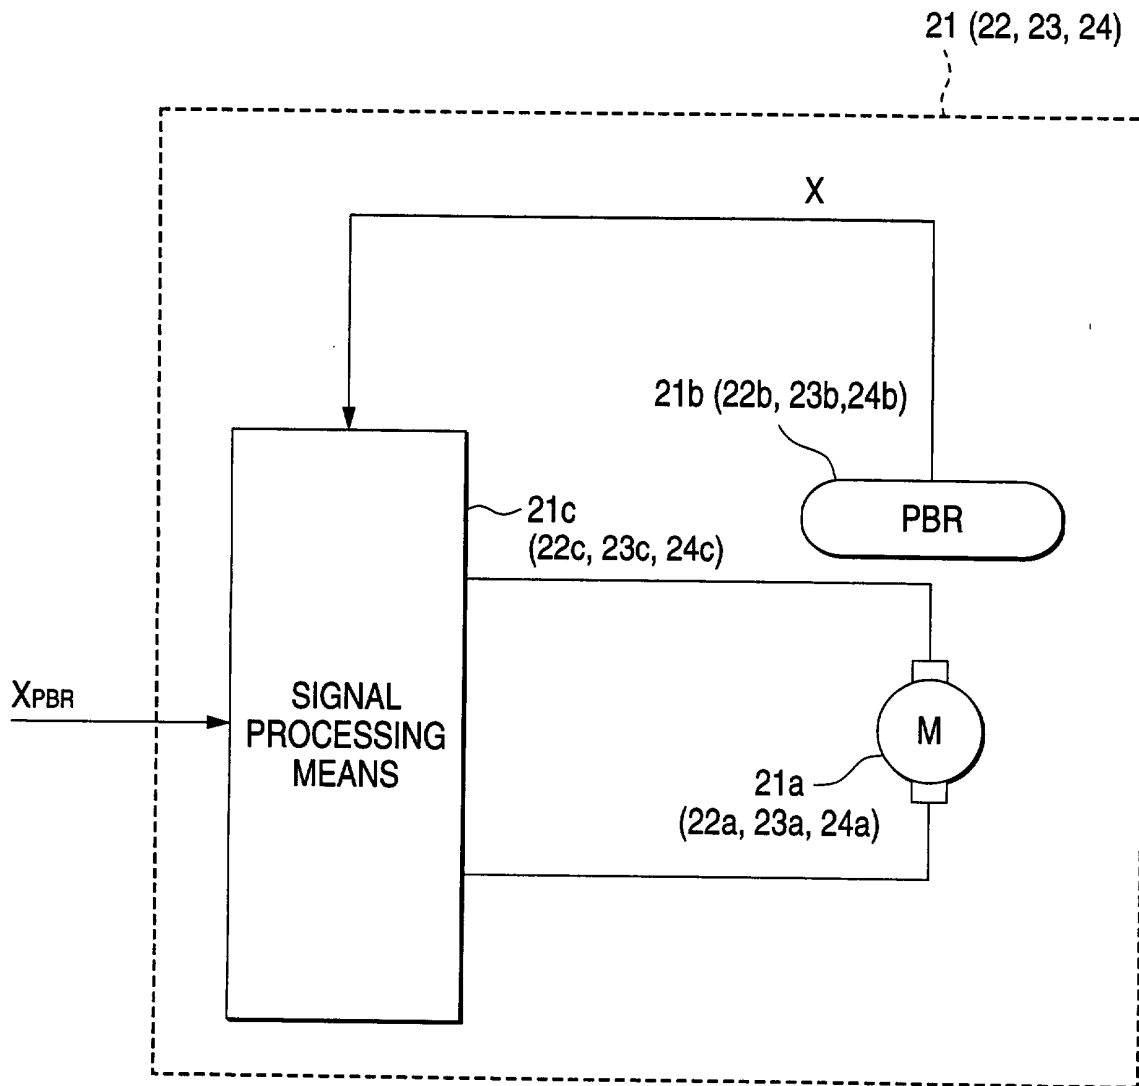 21 (22, 23, 24)
X
21b (22b, 23b,24b)
PBR
21c
(22c, 23c, 24c)
XPBR
SIGNAL
PROCESSING
MEANS
M
21a
(22a, 23a, 24a)